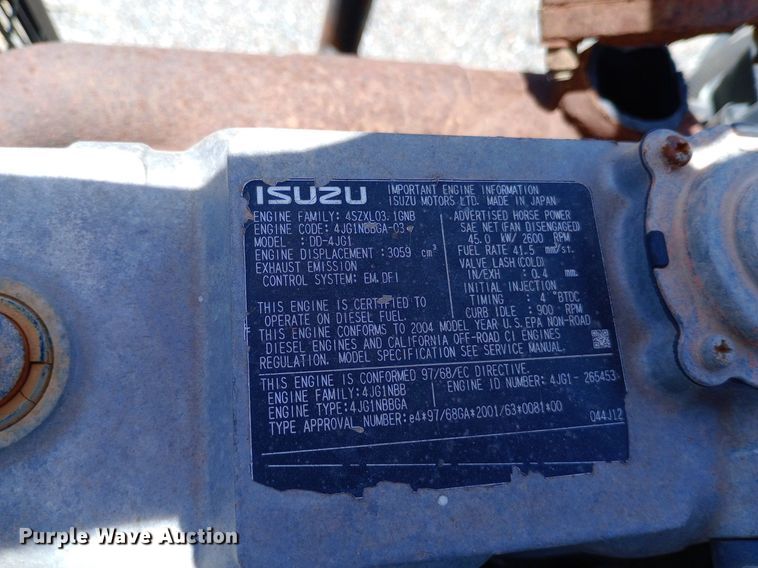 ISUZU
IMPORTANT ENGINE INFORMATION
ISUZU MOTORS LTD. MADE IN JAPAN
ENGINE FAMILY: 4SZXL03.1GNB
ENGINE CODE: 4JG1NBBGA-03
MODEL : DD-4JG1
ENGINE DISPLACEMENT : 3059 cm³
EXHAUST EMISSION
CONTROL SYSTEM: EM,DFI
THIS ENGINE IS CERTIFIED TO
OPERATE ON DIESEL FUEL.
ADVERTISED HORSE POWER
SAE NET(FAN DISENGAGED)
45.0 kW/ 2600 RPM
FUEL RATE 41.5 mm³/st.
VALVE LASH(COLD)
IN/EXH : 0.4 mm
INITIAL INJECTION
TIMING : 4 °BTDC
CURB IDLE : 900 RPM
THIS ENGINE CONFORMS TO 2004 MODEL YEAR U.S.EPA NON-ROAD
DIESEL ENGINES AND CALIFORNIA OFF-ROAD CI ENGINES
REGULATION. MODEL SPECIFICATION SEE SERVICE MANUAL.
THIS ENGINE IS CONFORMED 97/68/EC DIRECTIVE.
ENGINE FAMILY:4JG1NBB
ENGINE ID NUMBER: 4JG1- 265453
ENGINE TYPE:4JG1NBBGA
TYPE APPROVAL NUMBER:e4*97/68GA*2001/63*0081*00
044J12
Purple Wave Auction